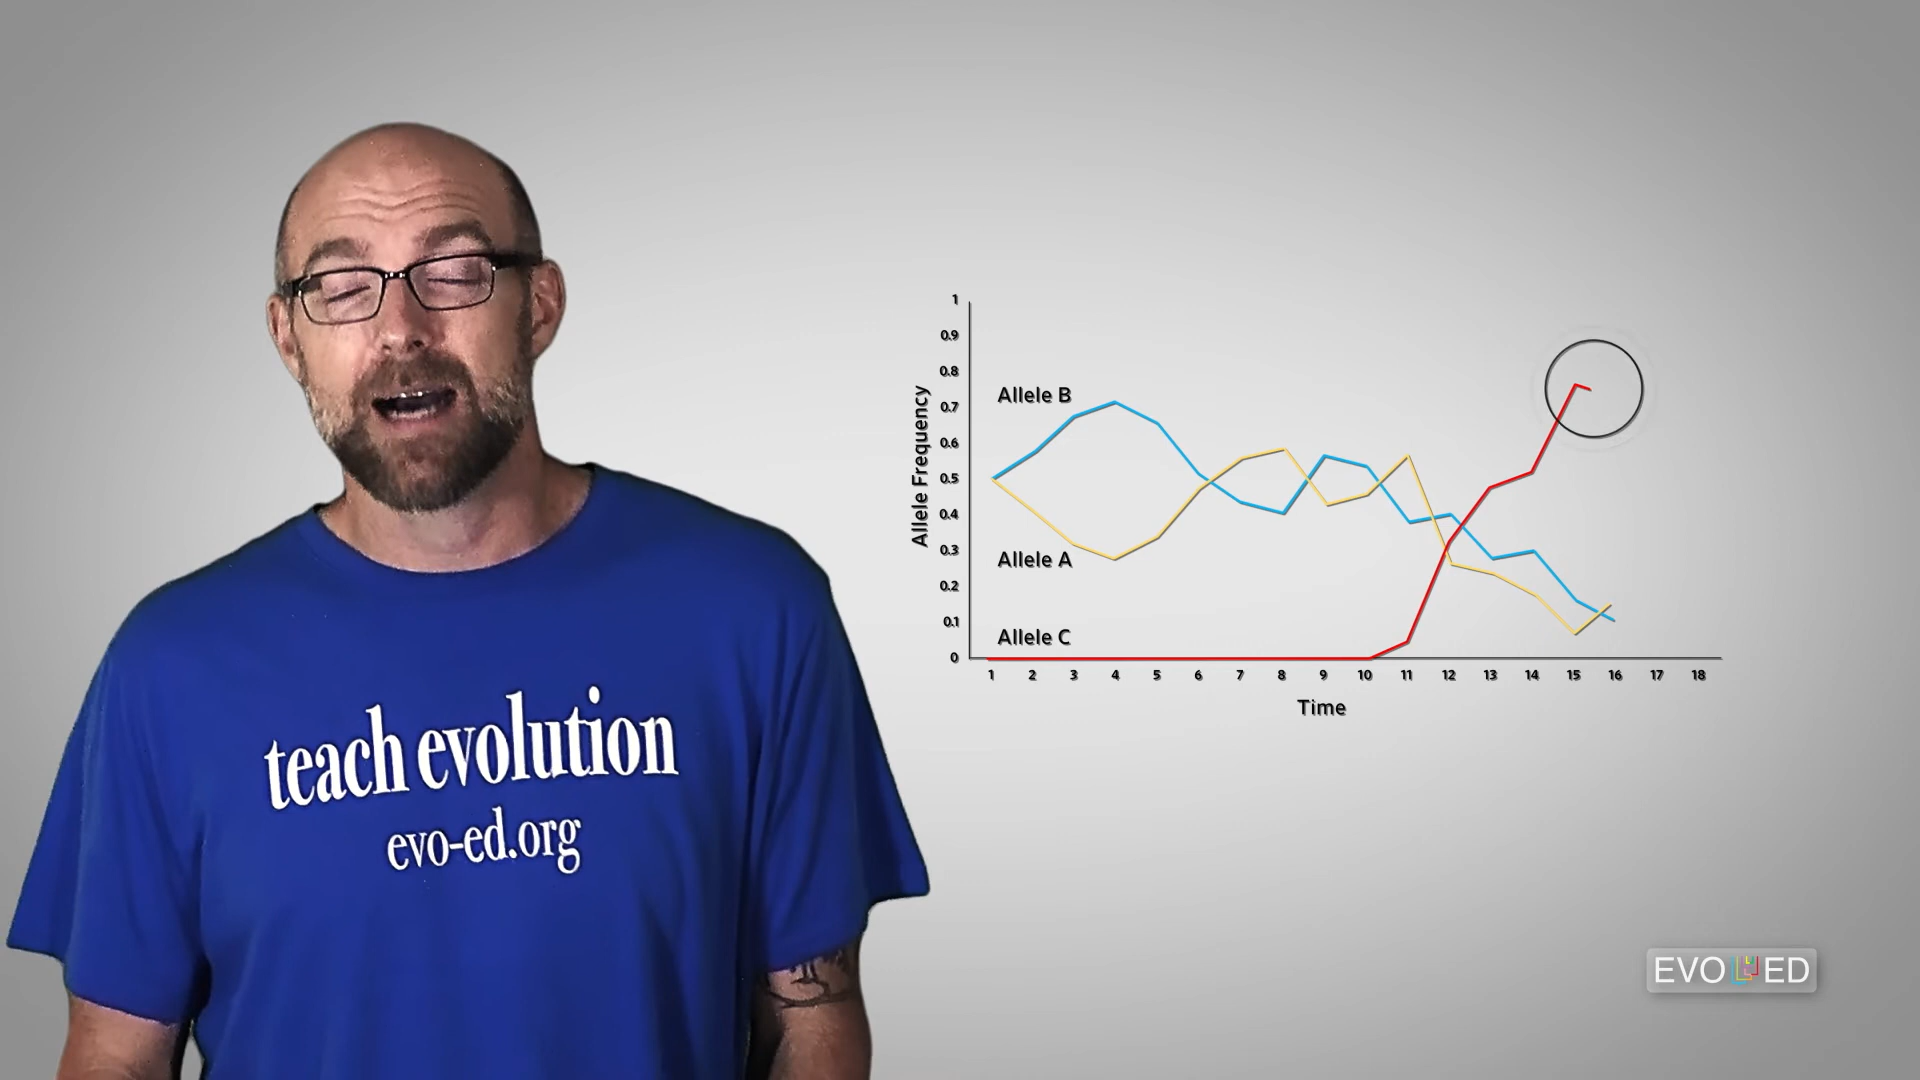 teach evolution
evo-ed.org
Allele Frequency
1
0.9
0.8
0.7
0.6
0.5
0.4
0.3
0.2
0.1
0
Allele B
Allele A
Allele C
1 2 3 4 5 6 7 8 9 10 11 12 13 14 15 16 17 18
Time
EVO ED